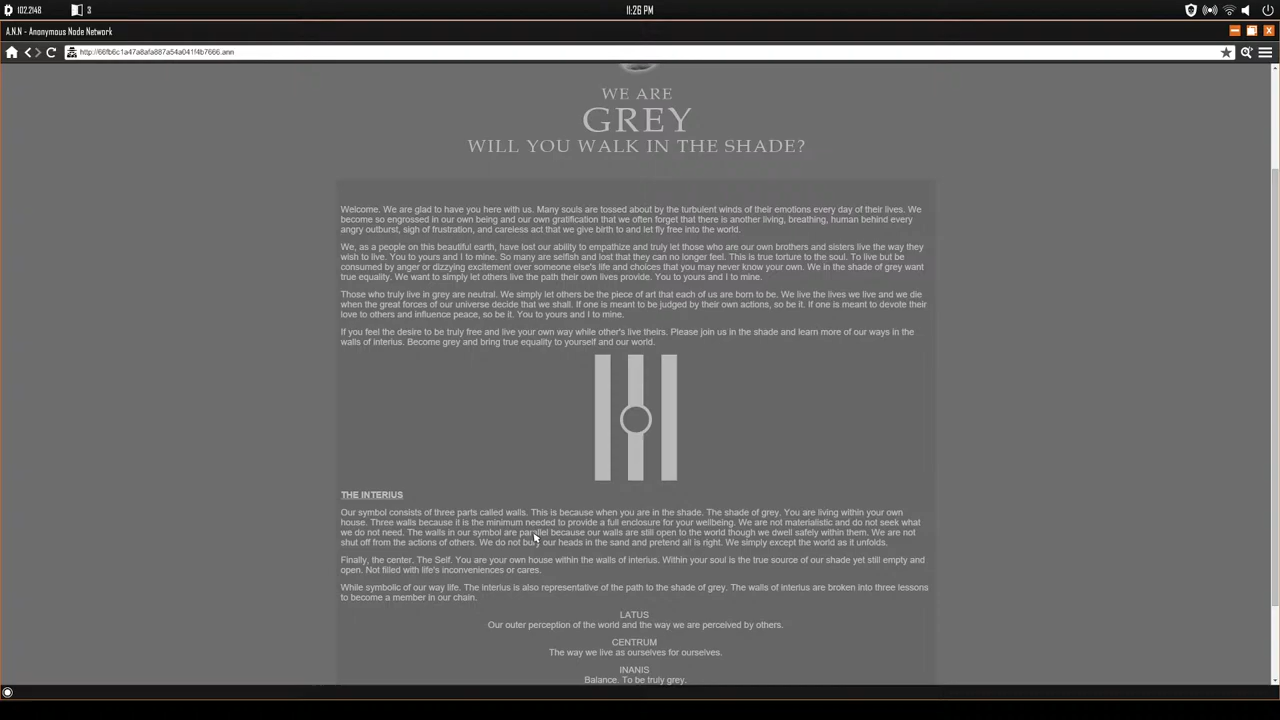 102.2148
3
11:26 PM
A.N.N - Anonymous Node Network
http://66fb6c1a47a8afa887a54a041f4b7666.ann
WE ARE
GREY
WILL YOU WALK IN THE SHADE?
Welcome. We are glad to have you here with us. Many souls are tossed about by the turbulent winds of their emotions every day of their lives. We
become so engrossed in our own being and our own gratification that we often forget that there is another living, breathing, human behind every
angry outburst, sigh of frustration, and careless act that we give birth to and let fly free into the world.
We, as a people on this beautiful earth, have lost our ability to empathize and truly let those who are our own brothers and sisters live the way they
wish to live. You to yours and I to mine. So many are selfish and lost that they can no longer feel. This is true torture to the soul. To live but be
consumed by anger or dizzying excitement over someone else's life and choices that you may never know your own. We in the shade of grey want
true equality. We want to simply let others live the path their own lives provide. You to yours and I to mine.
Those who truly live in grey are neutral. We simply let others be the piece of art that each of us are born to be. We live the lives we live and we die
when the great forces of our universe decide that we shall. If one is meant to be judged by their own actions, so be it. If one is meant to devote their
love to others and influence peace, so be it. You to yours and I to mine.
If you feel the desire to be truly free and live your own way while other's live theirs. Please join us in the shade and learn more of our ways in the
walls of interius. Become grey and bring true equality to yourself and our world.
THE INTERIUS
Our symbol consists of three parts called walls. This is because when you are in the shade. The shade of grey. You are living within your own
house. Three walls because it is the minimum needed to provide a full enclosure for your wellbeing. We are not materialistic and do not seek what
we do not need. The walls in our symbol are parallel because our walls are still open to the world though we dwell safely within them. We are not
shut off from the actions of others. We do not bury our heads in the sand and pretend all is right. We simply except the world as it unfolds.
Finally, the center. The Self. You are your own house within the walls of interius. Within your soul is the true source of our shade yet still empty and
open. Not filled with life's inconveniences or cares.
While symbolic of our way life. The interius is also representative of the path to the shade of grey. The walls of interius are broken into three lessons
to become a member in our chain.
LATUS
Our outer perception of the world and the way we are perceived by others.
CENTRUM
The way we live as ourselves for ourselves.
INANIS
Balance. To be truly grey.